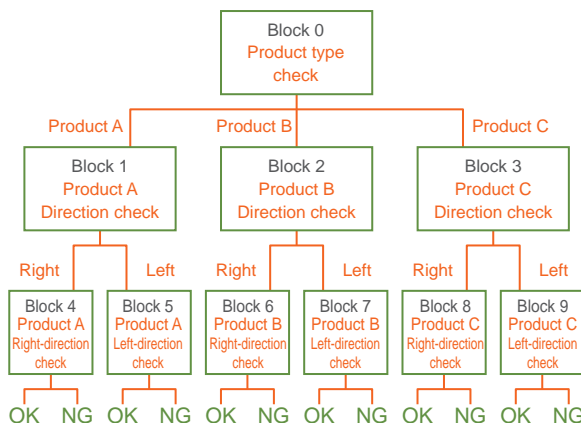 Block 0
Product type
check
Product A
Product B
Product C
Block 1
Product A
Direction check
Block 2
Product B
Direction check
Block 3
Product C
Direction check
Right
Left
Right
Left
Right
Left
Block 4
Product A
Right-direction
check
Block 5
Product A
Left-direction
check
Block 6
Product B
Right-direction
check
Block 7
Product B
Left-direction
check
Block 8
Product C
Right-direction
check
Block 9
Product C
Left-direction
check
OK NG OK NG OK NG OK NG OK NG OK NG